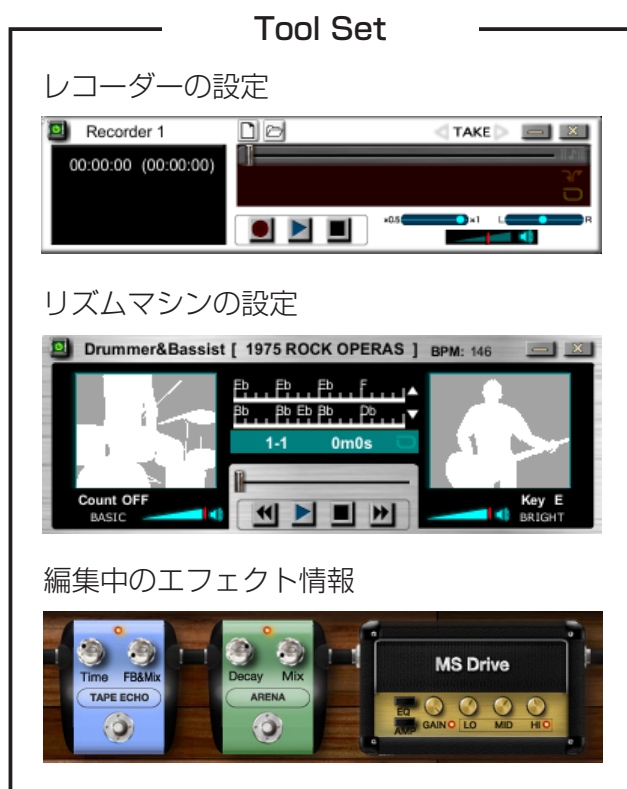 Tool Set
レコーダーの設定
Recorder 1
TAKE
00:00:00 (00:00:00)
×0.5 ×1 L R
リズムマシンの設定
Drummer&Bassist [ 1975 ROCK OPERAS ] BPM: 146
Eb Eb Eb F
Bb Bb Eb Bb Db
1-1 0m0s
Count OFF
BASIC
Key E
BRIGHT
編集中のエフェクト情報
Time FB&Mix
TAPE ECHO
Decay Mix
ARENA
MS Drive
EQ
AMP
GAIN LO MID HI